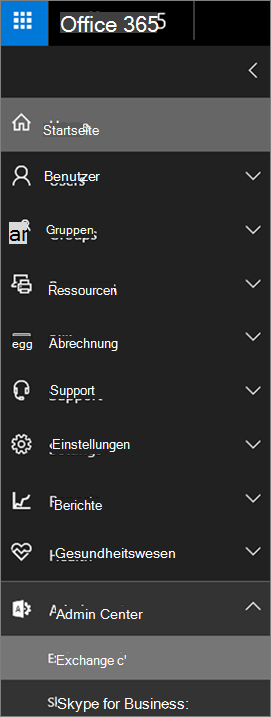 Office 365
Startseite
Benutzer
Gruppen
Ressourcen
Abrechnung
Support
Einstellungen
Berichte
Gesundheitswesen
Admin Center
Exchange c'
Skype for Business: